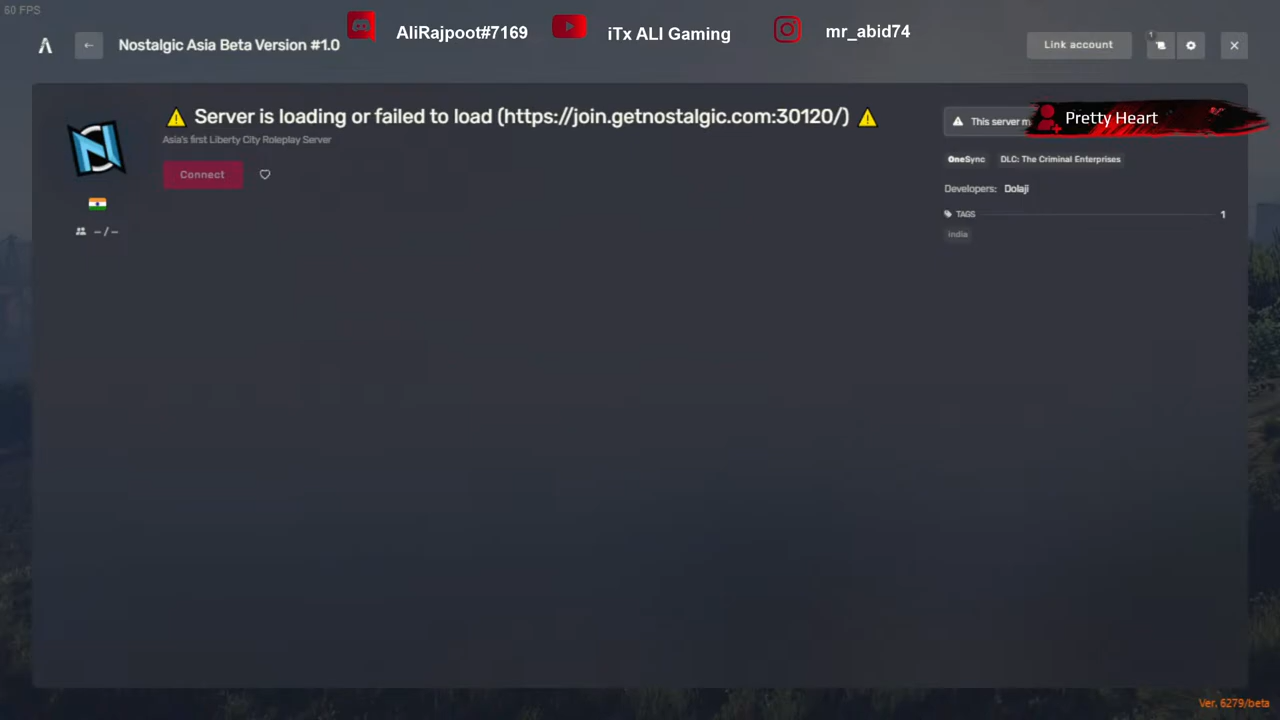 60 FPS
AliRajpoot#7169
iTx ALI Gaming
mr_abid74
Nostalgic Asia Beta Version #1.0
Link account
1
⚠ Server is loading or failed to load (https://join.getnostalgic.com:30120/) ⚠
Asia's first Liberty City Roleplay Server
Connect
– / –
This server m
Pretty Heart
OneSync
DLC: The Criminal Enterprises
Developers: Dolaji
TAGS 1
india
Ver. 6279/beta